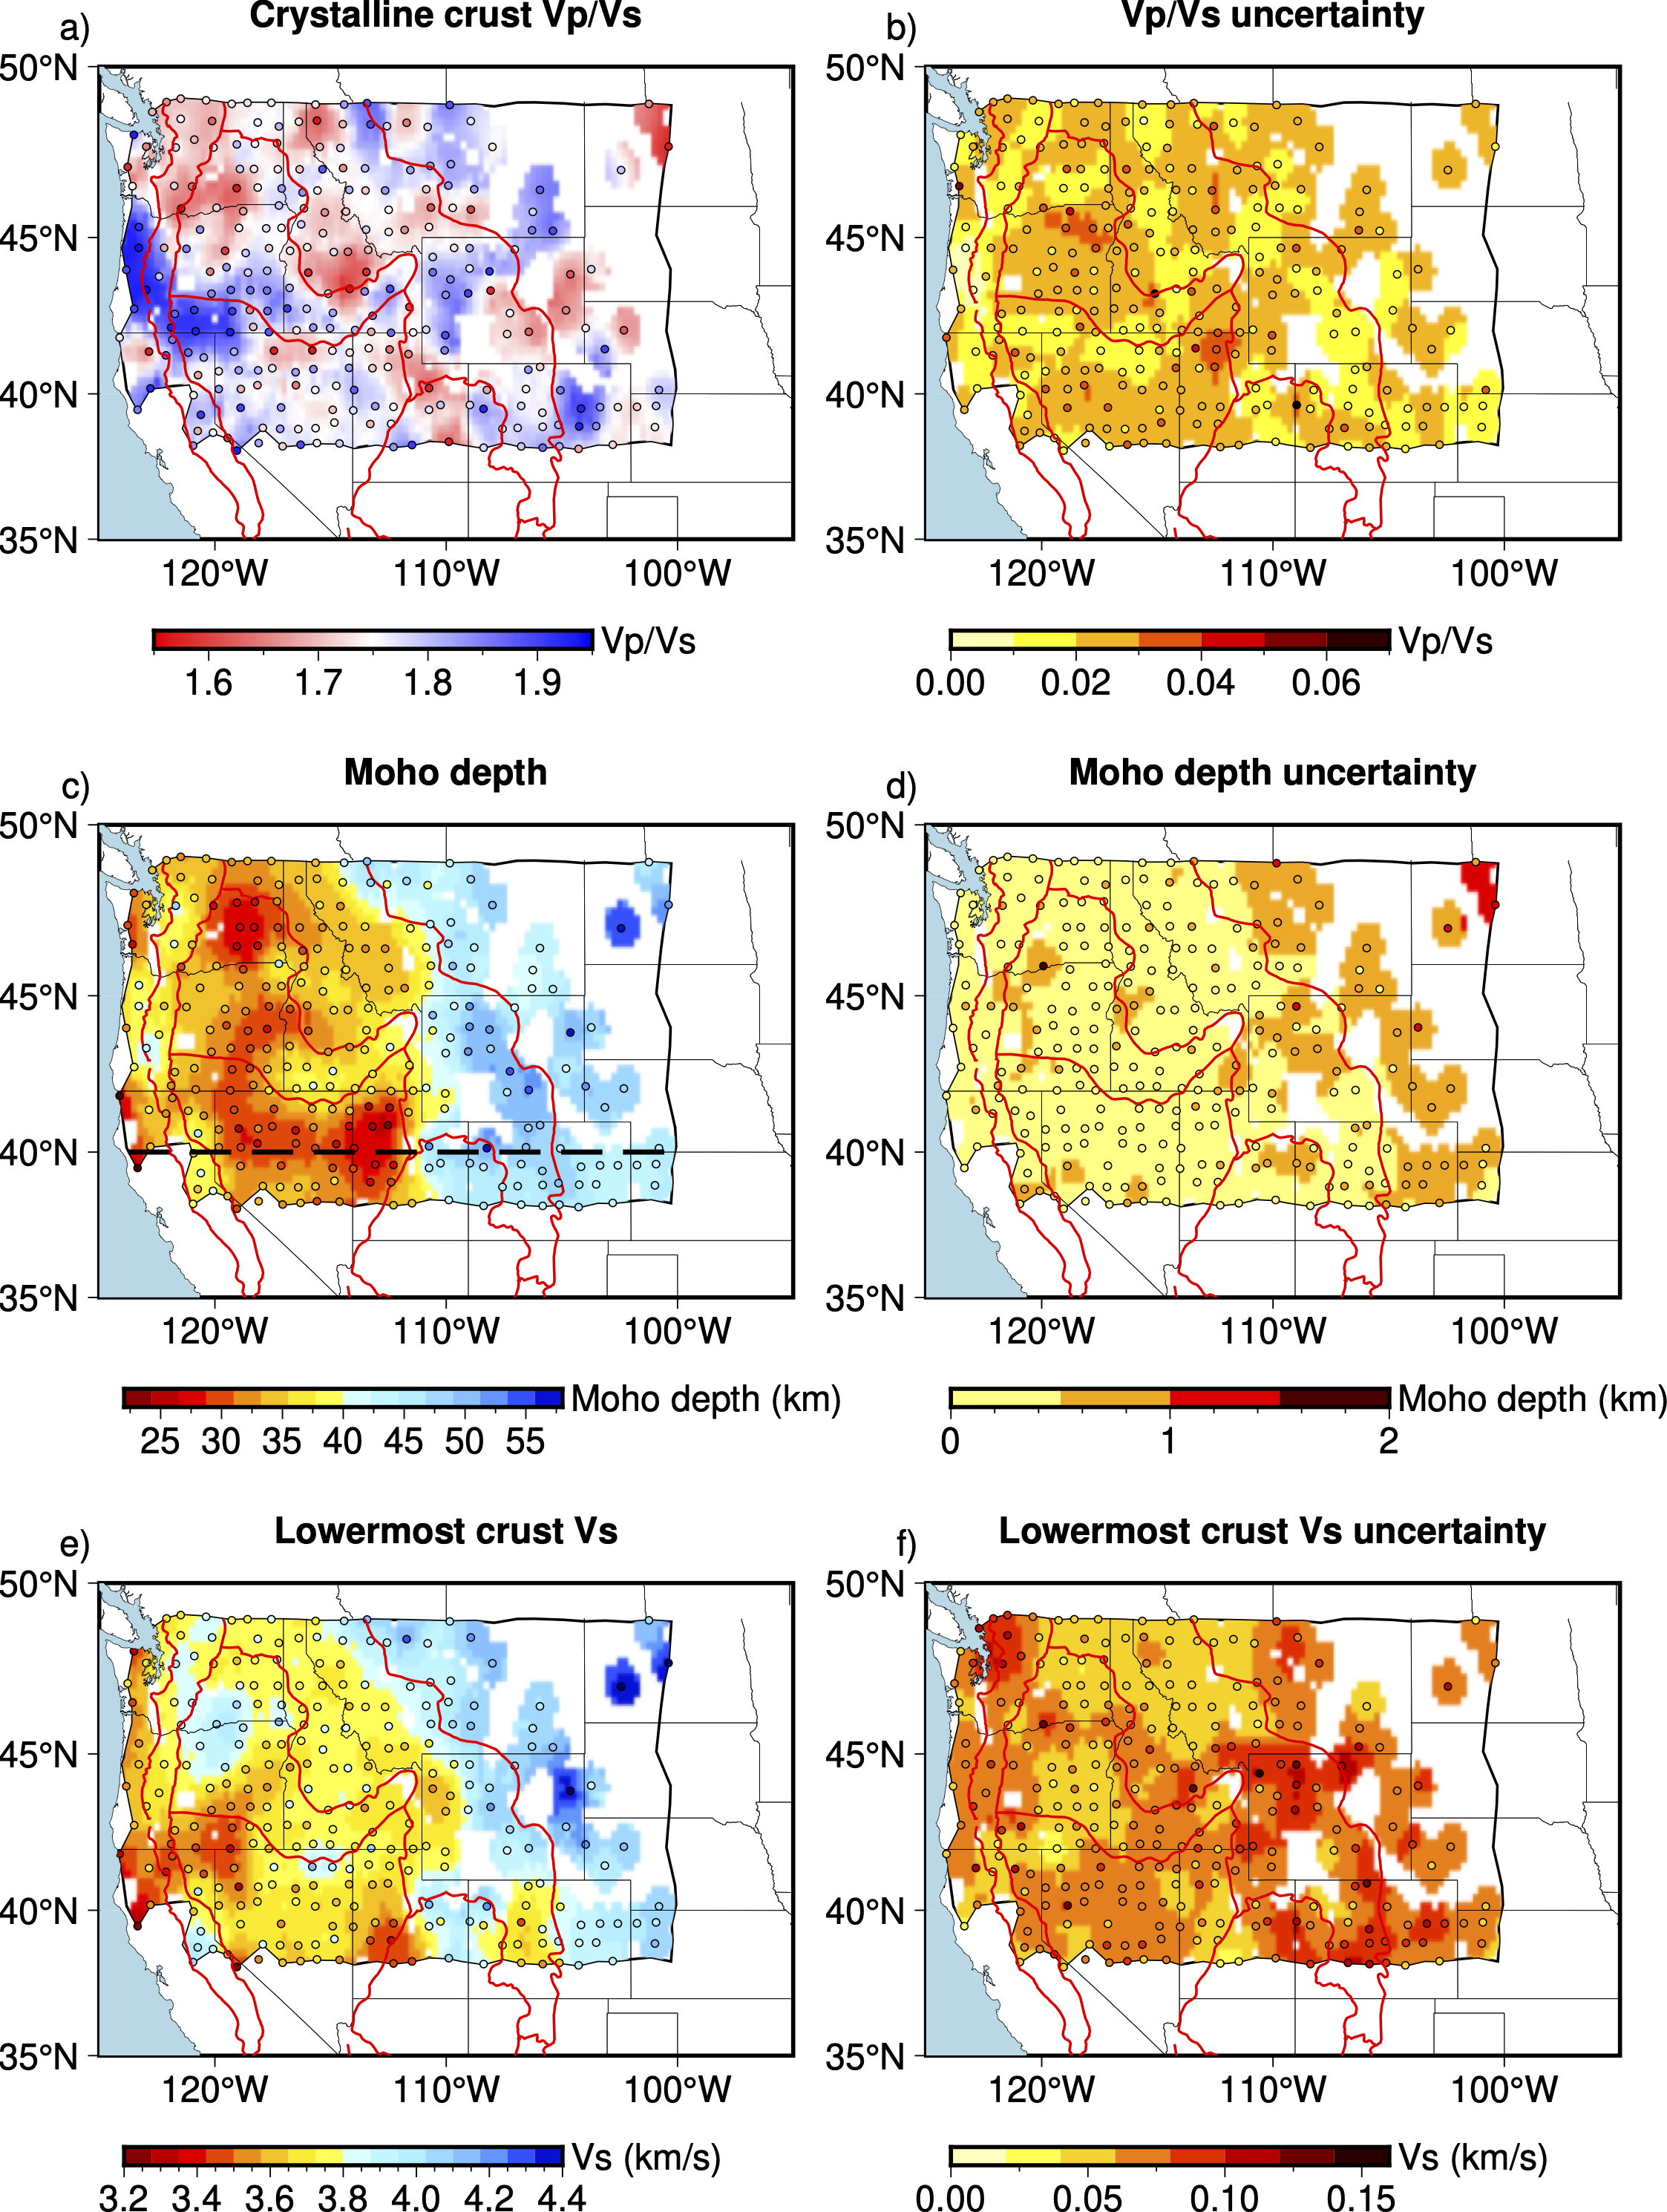 a) Crystalline crust Vp/Vs
50°N
45°N
40°N
35°N
120°W 110°W 100°W
Vp/Vs
1.6 1.7 1.8 1.9
b) Vp/Vs uncertainty
50°N
45°N
40°N
35°N
120°W 110°W 100°W
Vp/Vs
0.00 0.02 0.04 0.06
c) Moho depth
50°N
45°N
40°N
35°N
120°W 110°W 100°W
Moho depth (km)
25 30 35 40 45 50 55
d) Moho depth uncertainty
50°N
45°N
40°N
35°N
120°W 110°W 100°W
Moho depth (km)
0 1 2
e) Lowermost crust Vs
50°N
45°N
40°N
35°N
120°W 110°W 100°W
Vs (km/s)
3.2 3.4 3.6 3.8 4.0 4.2 4.4
f) Lowermost crust Vs uncertainty
50°N
45°N
40°N
35°N
120°W 110°W 100°W
Vs (km/s)
0.00 0.05 0.10 0.15